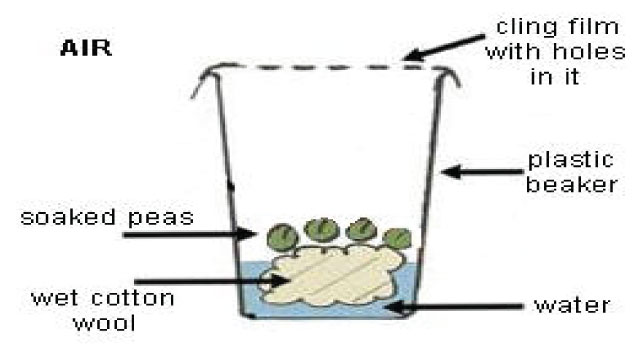 AIR
cling film
with holes
in it
plastic
beaker
soaked peas
wet cotton
wool
water